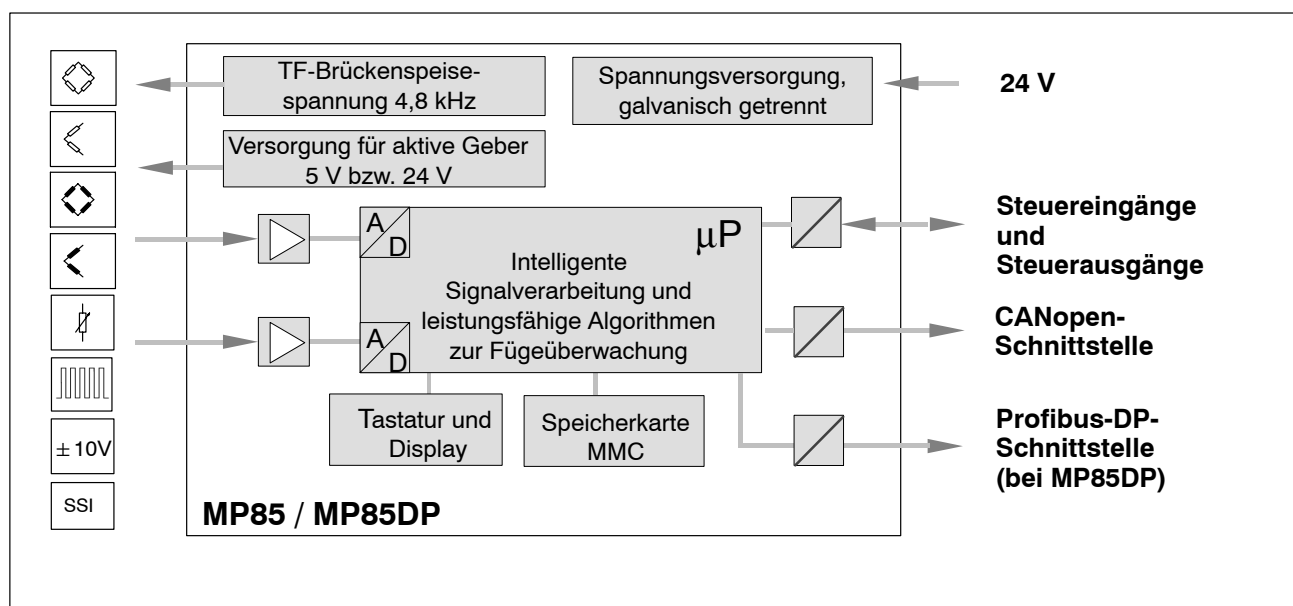 TF-Brückenspeise-
spannung 4,8 kHz
Spannungsversorgung,
galvanisch getrennt
24 V
Versorgung für aktive Geber
5 V bzw. 24 V
Steuereingänge
und
Steuerausgänge
A
D
µP
Intelligente
Signalverarbeitung und
leistungsfähige Algorithmen
zur Fügeüberwachung
A
D
CANopen-
Schnittstelle
Tastatur und
Display
Speicherkarte
MMC
Profibus-DP-
Schnittstelle
(bei MP85DP)
± 10V
SSI
MP85 / MP85DP